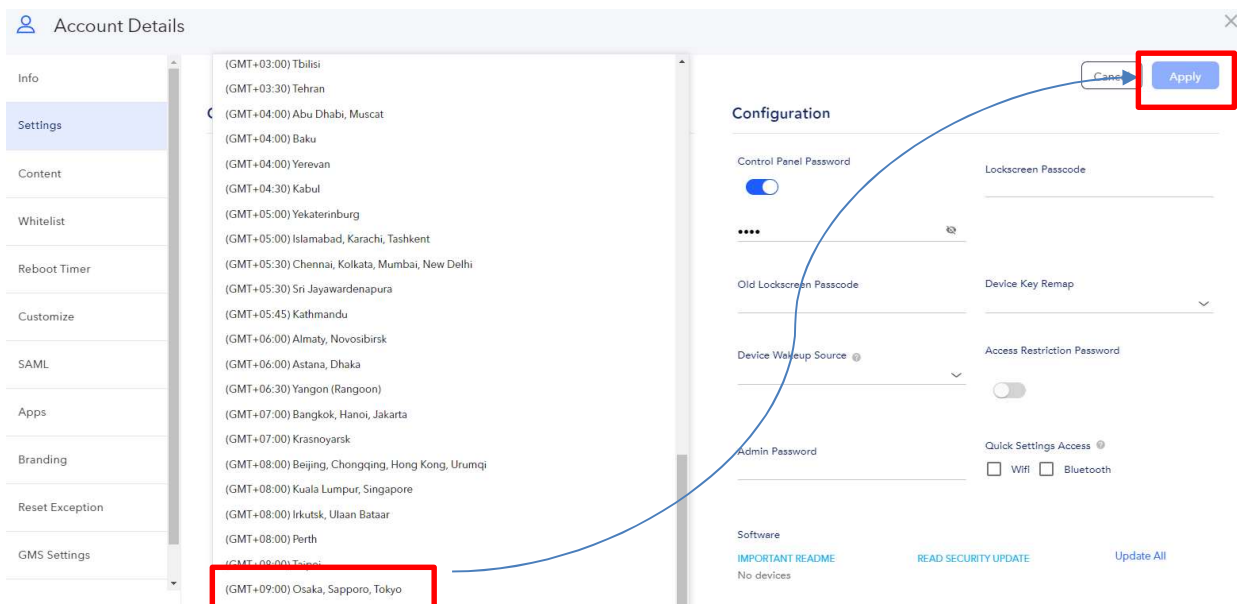 Account Details
Info
Settings
Content
Whitelist
Reboot Timer
Customize
SAML
Apps
Branding
Reset Exception
GMS Settings
(GMT+03:00) Tbilisi
(GMT+03:30) Tehran
(GMT+04:00) Abu Dhabi, Muscat
(GMT+04:00) Baku
(GMT+04:00) Yerevan
(GMT+04:30) Kabul
(GMT+05:00) Yekaterinburg
(GMT+05:00) Islamabad, Karachi, Tashkent
(GMT+05:30) Chennai, Kolkata, Mumbai, New Delhi
(GMT+05:30) Sri Jayawardenapura
(GMT+05:45) Kathmandu
(GMT+06:00) Almaty, Novosibirsk
(GMT+06:00) Astana, Dhaka
(GMT+06:30) Yangon (Rangoon)
(GMT+07:00) Bangkok, Hanoi, Jakarta
(GMT+07:00) Krasnoyarsk
(GMT+08:00) Beijing, Chongqing, Hong Kong, Urumqi
(GMT+08:00) Kuala Lumpur, Singapore
(GMT+08:00) Irkutsk, Ulaan Bataar
(GMT+08:00) Perth
(GMT+08:00) Taipei
(GMT+09:00) Osaka, Sapporo, Tokyo
Apply
Configuration
Control Panel Password
Lockscreen Passcode
••••
Old Lockscreen Passcode
Device Key Remap
Device Wakeup Source
Access Restriction Password
Admin Password
Quick Settings Access
Wifi Bluetooth
Software
IMPORTANT README READ SECURITY UPDATE Update All
No devices